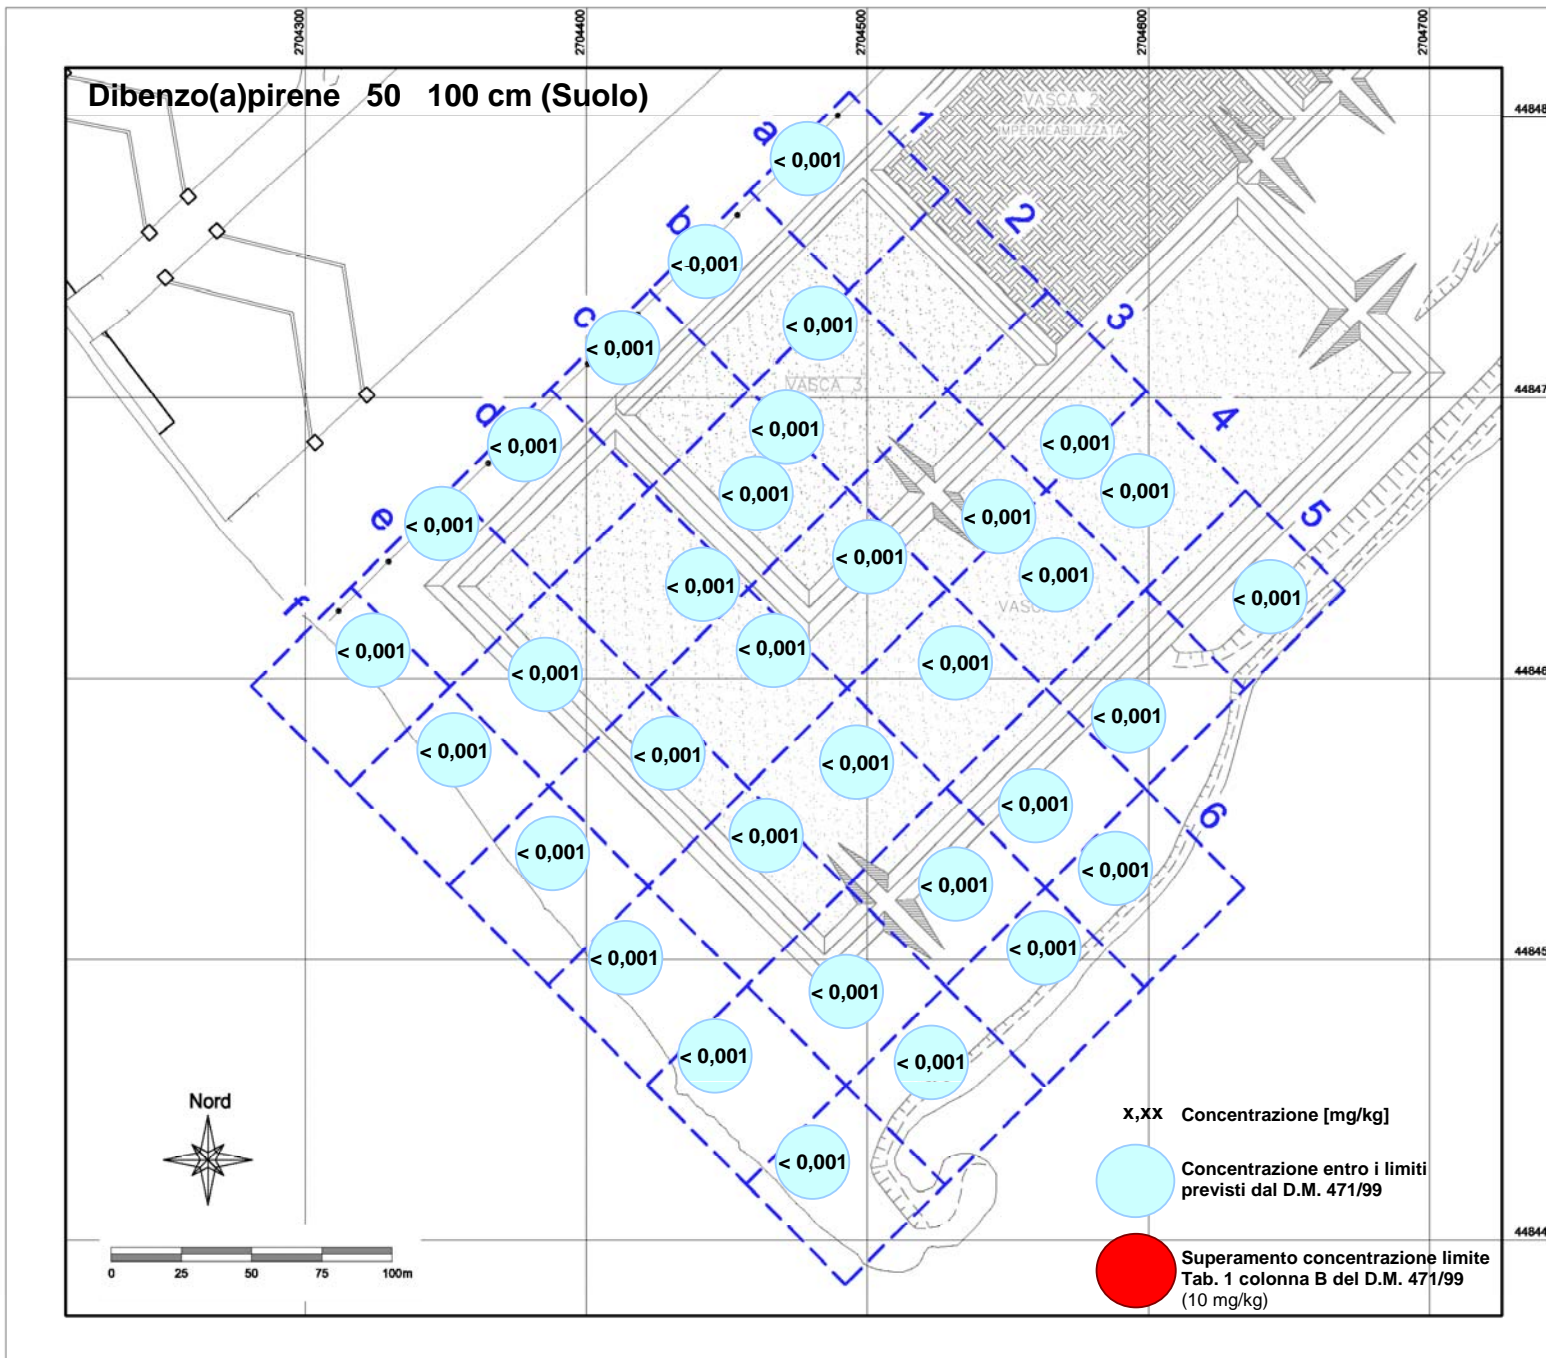 2704300
2704400
2704500
2704600
2704700
Dibenzo(a)pirene 50 100 cm (Suolo)
44848
VASCA 2
IMPERMEABILIZZATA
a
1
< 0,001
b
2
< 0,001
c
3
< 0,001
< 0,001
VASCA 3
44847
d
4
< 0,001
< 0,001
< 0,001
< 0,001
< 0,001
e
5
< 0,001
< 0,001
< 0,001
< 0,001
< 0,001
f
< 0,001
VASC
< 0,001
< 0,001
< 0,001
< 0,001
< 0,001
44846
< 0,001
< 0,001
< 0,001
< 0,001
< 0,001
6
< 0,001
< 0,001
< 0,001
< 0,001
< 0,001
< 0,001
< 0,001
44845
< 0,001
< 0,001
< 0,001
Nord
x,xx Concentrazione [mg/kg]
< 0,001
Concentrazione entro i limiti
previsti dal D.M. 471/99
44844
Superamento concentrazione limite
Tab. 1 colonna B del D.M. 471/99
(10 mg/kg)
0 25 50 75 100m